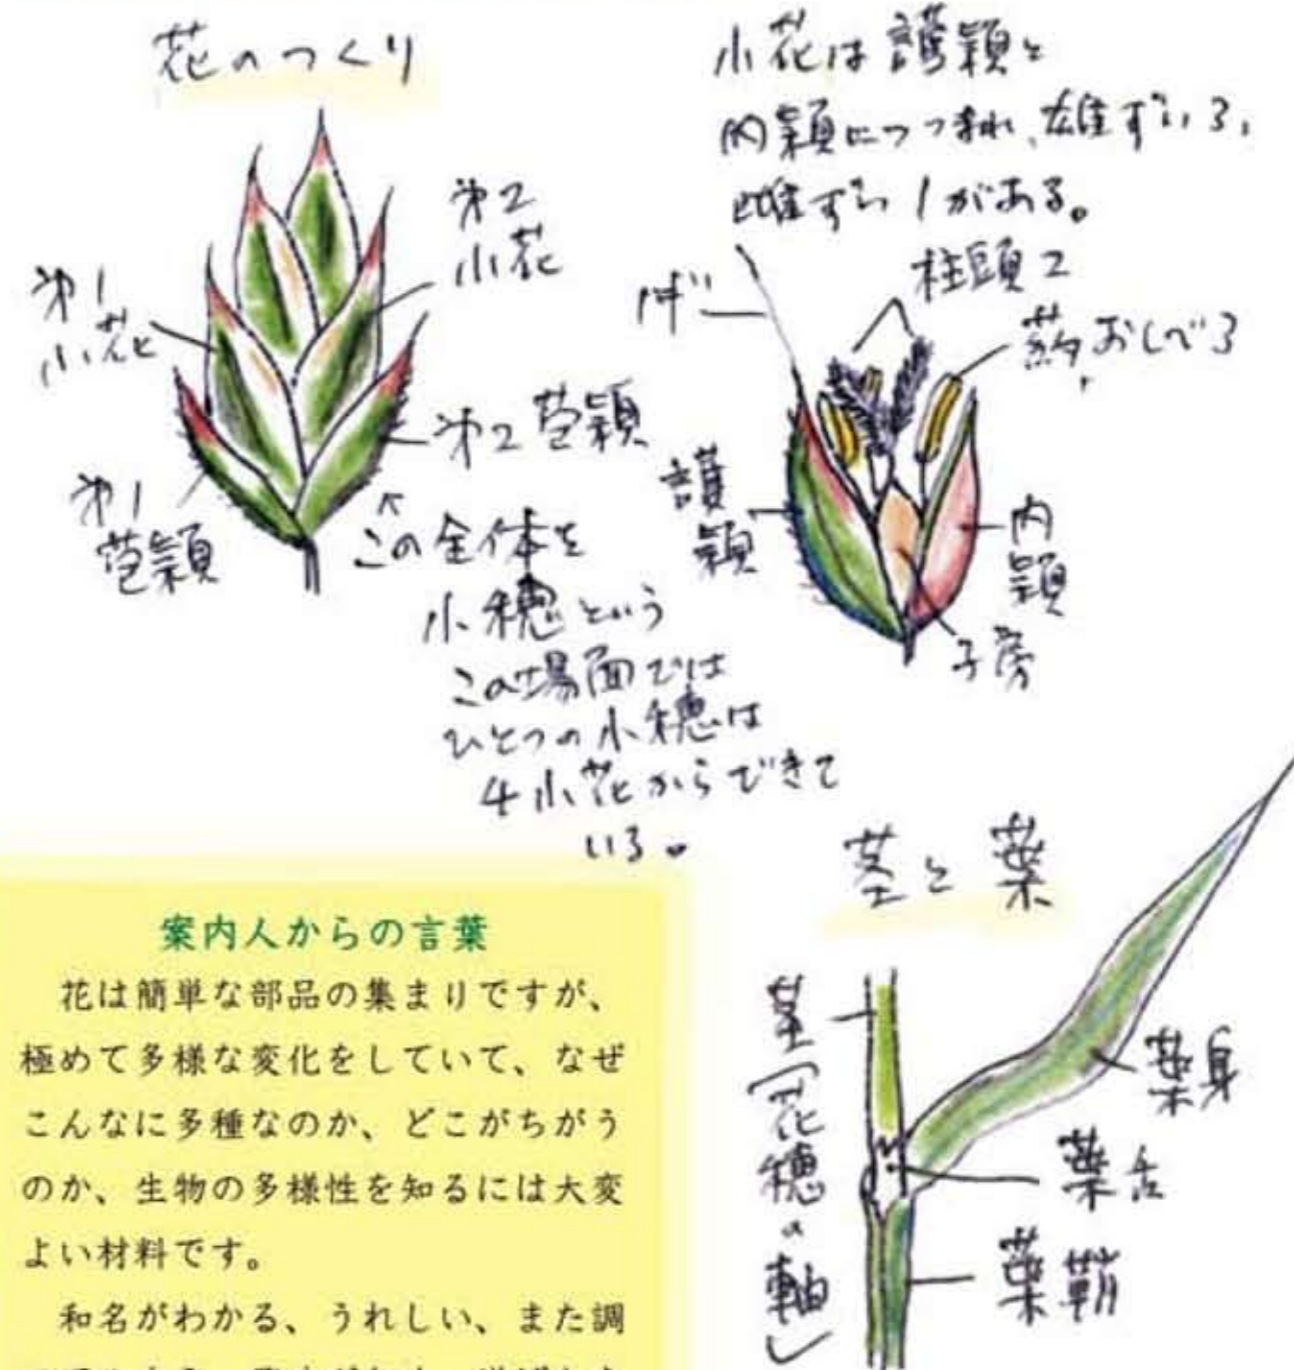 花のつくり
第1
小花
第2
小花
第2苞穎
第1
苞穎
この全体を
小穂という
この場面では
ひとつの小穂は
4小花からできて
いる。
小花は護穎と
内穎につつまれ、雄ずい3、
雌ずい1がある。
柱頭2
葯、おしべ3
護
穎
内
穎
子房
茎と葉
茎(花穂の軸)
葉身
葉舌
葉鞘
案内人からの言葉
花は簡単な部品の集まりですが、
極めて多様な変化をしていて、なぜ
こんなに多種なのか、どこがちがう
のか、生物の多様性を知るには大変
よい材料です。
和名がわかる、うれしい、また調